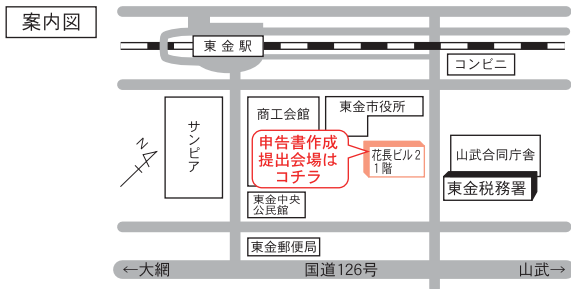 案内図
東金駅
コンビニ
サンピア
商工会館
東金市役所
申告書作成
提出会場は
コチラ
花長ビル2
1階
山武合同庁舎
東金税務署
N
東金中央
公民館
東金郵便局
←大網
国道126号
山武→